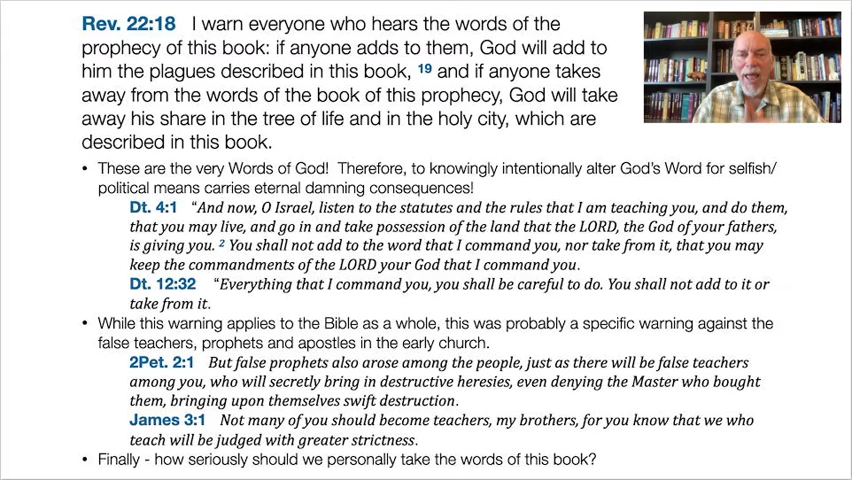 Rev. 22:18 I warn everyone who hears the words of the
prophecy of this book: if anyone adds to them, God will add to
him the plagues described in this book, 19 and if anyone takes
away from the words of the book of this prophecy, God will take
away his share in the tree of life and in the holy city, which are
described in this book.
• These are the very Words of God! Therefore, to knowingly intentionally alter God's Word for selfish/
political means carries eternal damning consequences!
Dt. 4:1 "And now, O Israel, listen to the statutes and the rules that I am teaching you, and do them,
that you may live, and go in and take possession of the land that the LORD, the God of your fathers,
is giving you. 2 You shall not add to the word that I command you, nor take from it, that you may
keep the commandments of the LORD your God that I command you.
Dt. 12:32 "Everything that I command you, you shall be careful to do. You shall not add to it or
take from it.
• While this warning applies to the Bible as a whole, this was probably a specific warning against the
false teachers, prophets and apostles in the early church.
2Pet. 2:1 But false prophets also arose among the people, just as there will be false teachers
among you, who will secretly bring in destructive heresies, even denying the Master who bought
them, bringing upon themselves swift destruction.
James 3:1 Not many of you should become teachers, my brothers, for you know that we who
teach will be judged with greater strictness.
• Finally - how seriously should we personally take the words of this book?